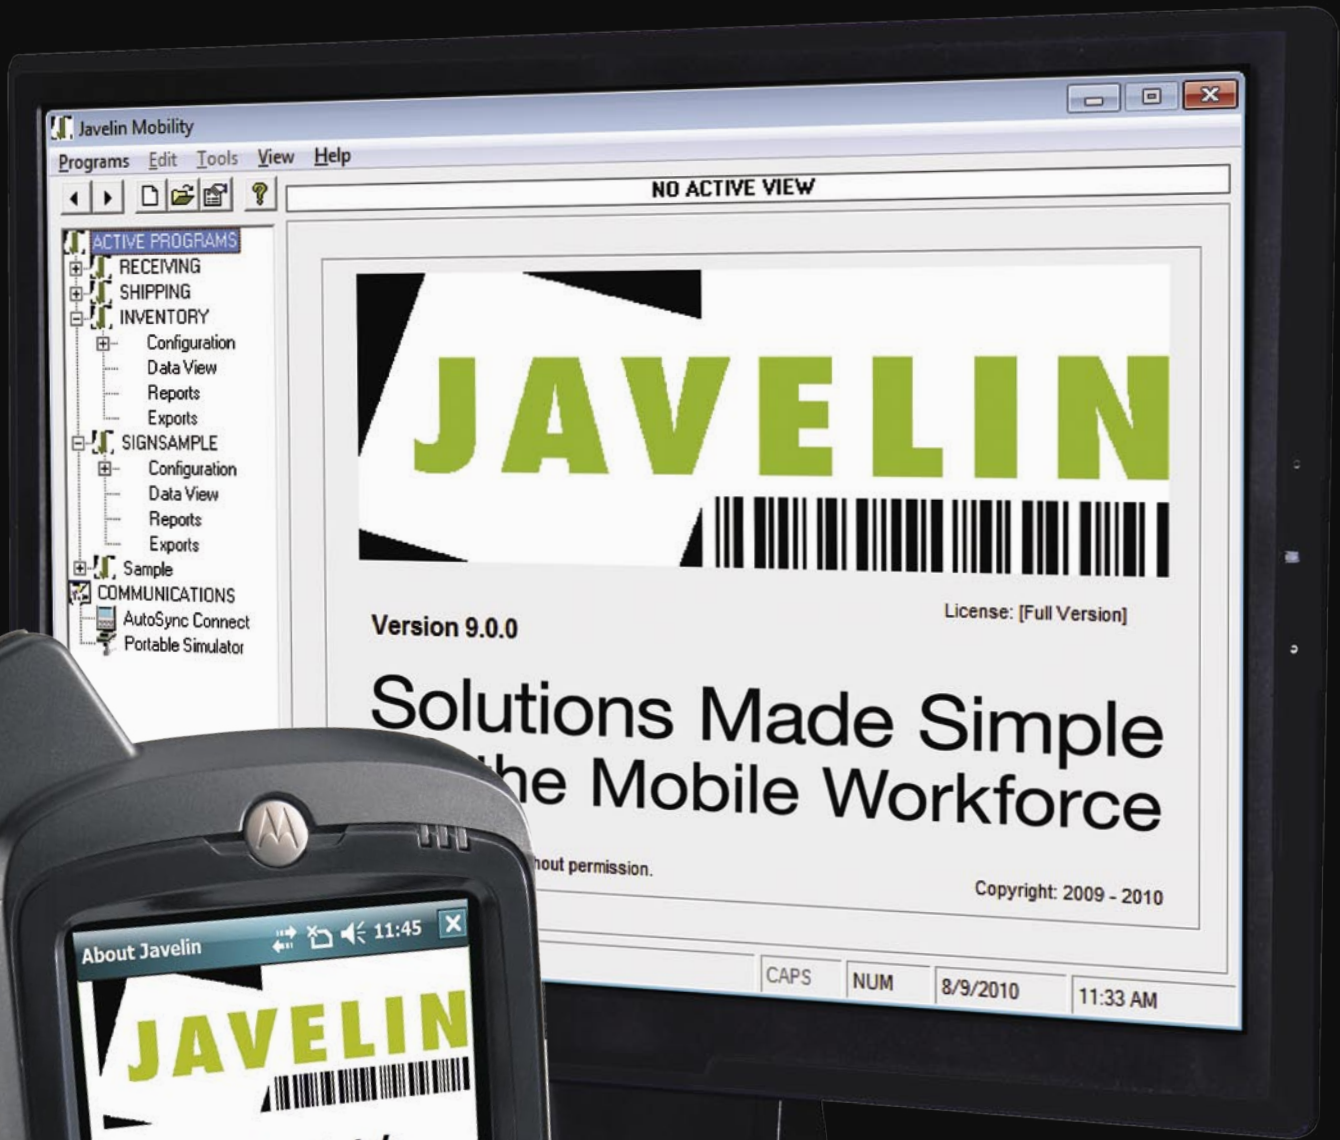 Javelin Mobility
Programs Edit Tools View Help
NO ACTIVE VIEW
ACTIVE PROGRAMS
RECEIVING
SHIPPING
INVENTORY
Configuration
Data View
Reports
Exports
SIGNSAMPLE
Configuration
Data View
Reports
Exports
Sample
COMMUNICATIONS
AutoSync Connect
Portable Simulator
JAVELIN
Version 9.0.0
License: [Full Version]
Solutions Made Simple
the Mobile Workforce
permission.
Copyright: 2009 - 2010
CAPS NUM 8/9/2010 11:33 AM
About Javelin 11:45
JAVELIN